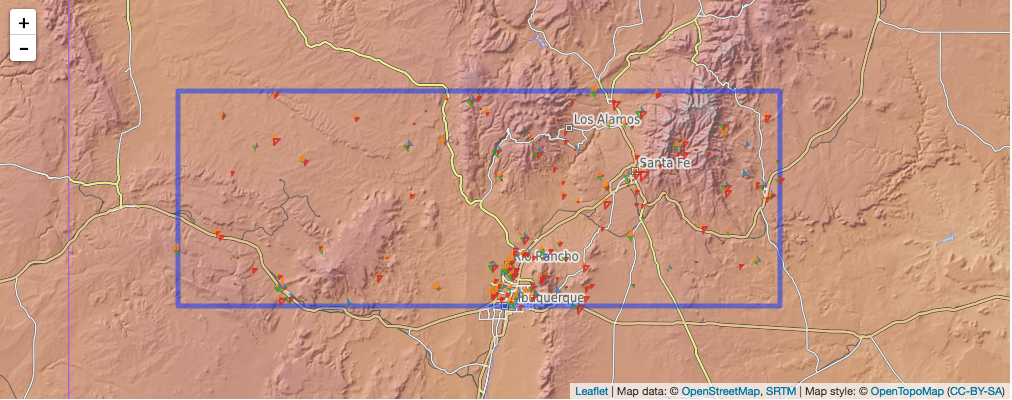 +
−
Los Alamos
Santa Fe
Rio Rancho
Albuquerque
Leaflet | Map data: © OpenStreetMap, SRTM | Map style: © OpenTopoMap (CC-BY-SA)